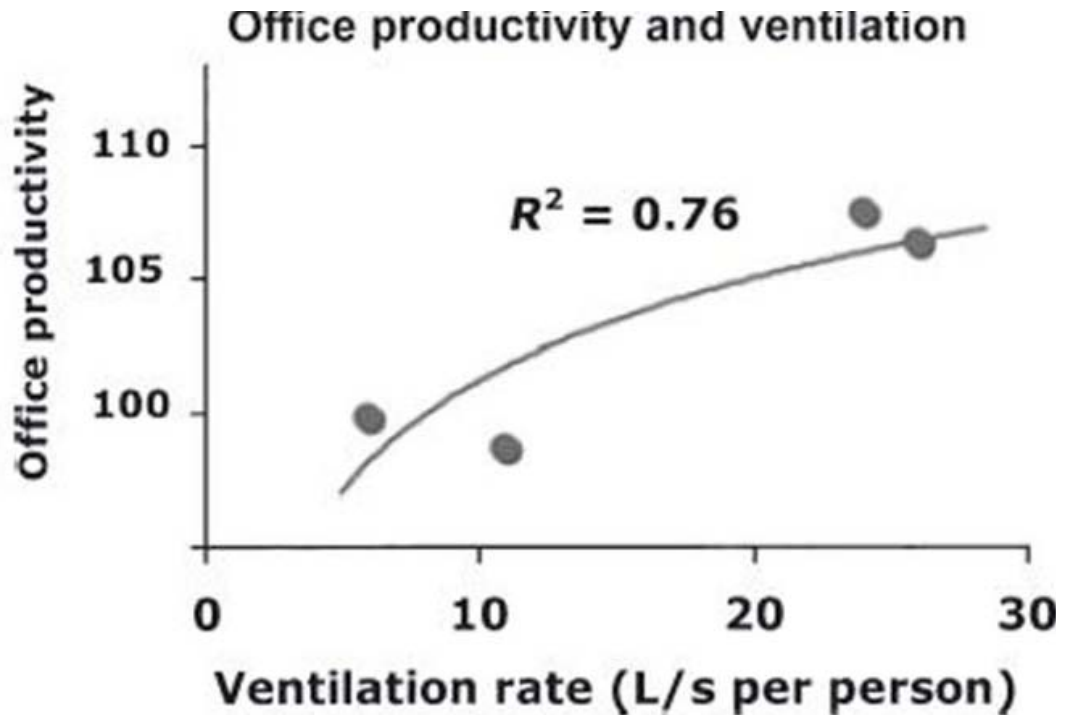 Office productivity and ventilation
Office productivity
110
105
100
R² = 0.76
0 10 20 30
Ventilation rate (L/s per person)